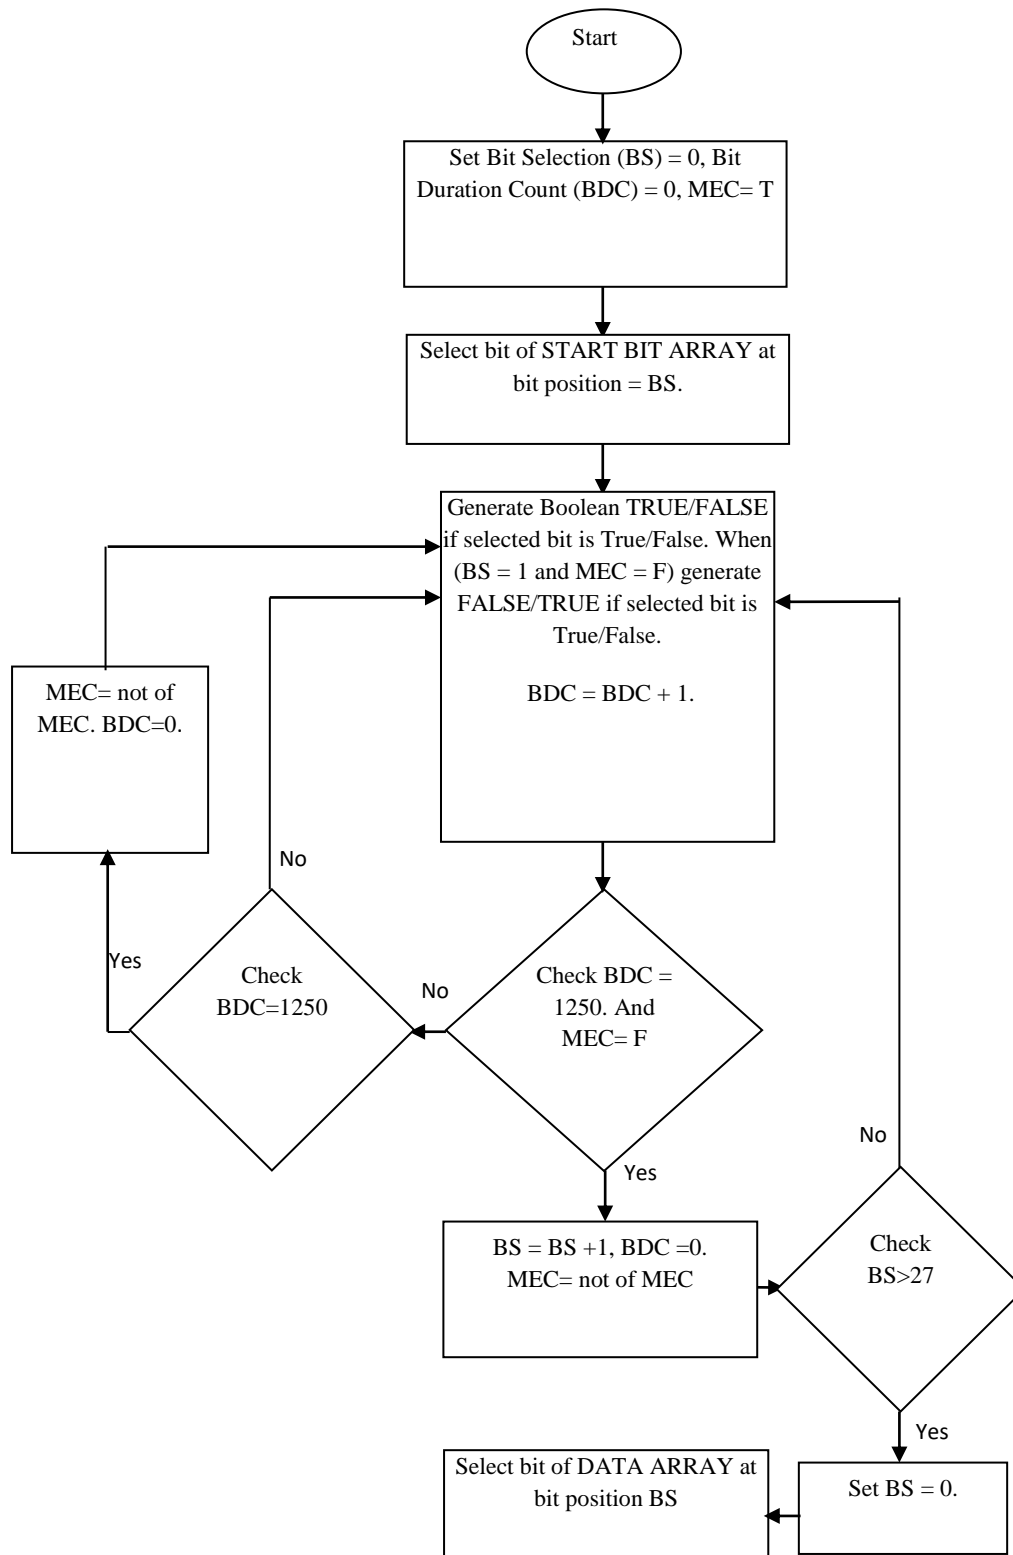 Start
Set Bit Selection (BS) = 0, Bit
Duration Count (BDC) = 0, MEC= T
Select bit of START BIT ARRAY at
bit position = BS.
Generate Boolean TRUE/FALSE
if selected bit is True/False. When
(BS = 1 and MEC = F) generate
FALSE/TRUE if selected bit is
True/False.
BDC = BDC + 1.
MEC= not of
MEC. BDC=0.
No
Yes
Check
BDC=1250
No
Check BDC =
1250. And
MEC= F
No
Yes
BS = BS +1, BDC =0.
MEC= not of MEC
Check
BS>27
Yes
Select bit of DATA ARRAY at
bit position BS
Set BS = 0.